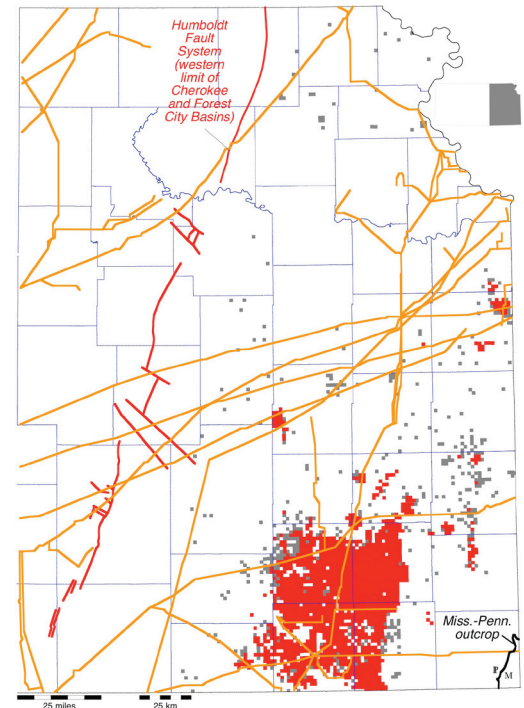 Humboldt
Fault
System
(western
limit of
Cherokee
and Forest
City Basins)
Miss.-Penn.
outcrop
P
M
25 miles
25 km